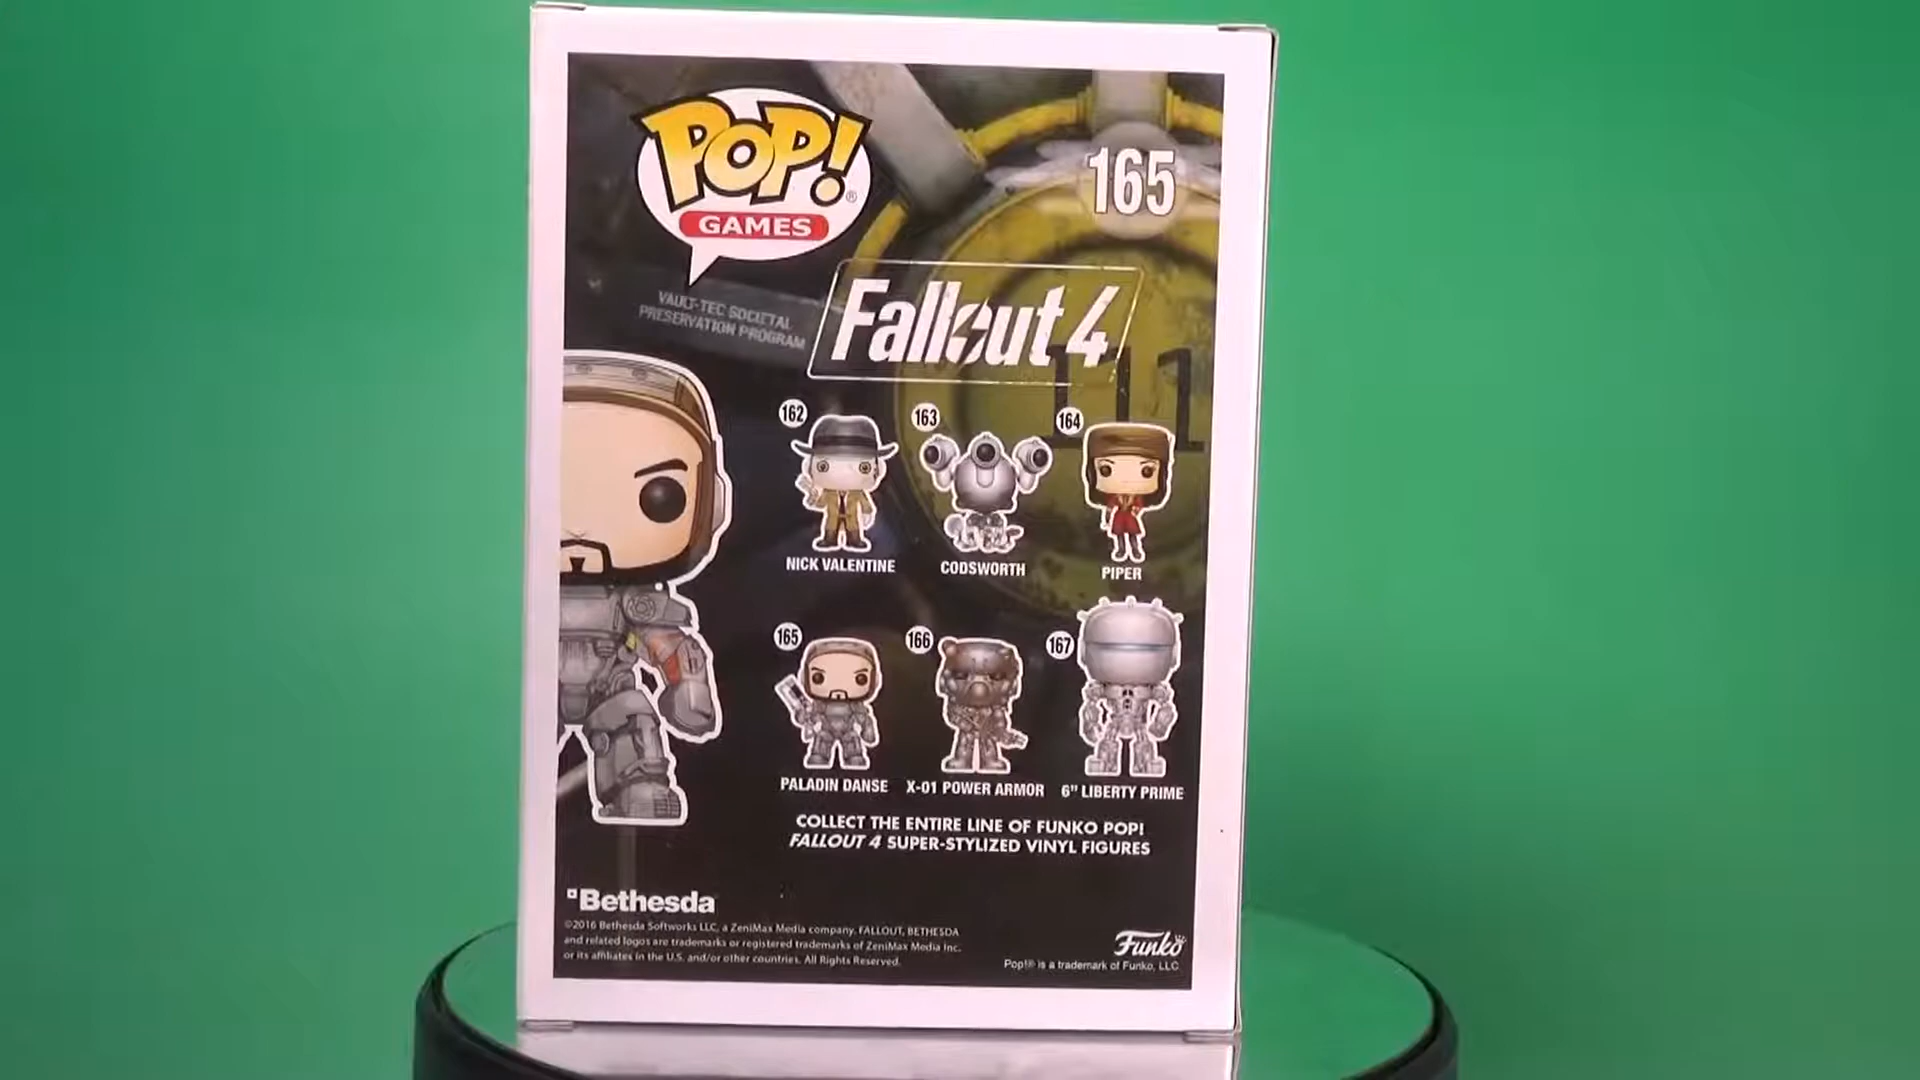 POP!®
GAMES
165
VAULT-TEC SOCIETAL
PRESERVATION PROGRAM
Fallout 4
111
162
163
164
NICK VALENTINE
CODSWORTH
PIPER
165
166
167
PALADIN DANSE
X-01 POWER ARMOR
6" LIBERTY PRIME
COLLECT THE ENTIRE LINE OF FUNKO POP!
FALLOUT 4 SUPER-STYLIZED VINYL FIGURES
Bethesda
©2016 Bethesda Softworks LLC, a ZeniMax Media company. FALLOUT, BETHESDA
and related logos are trademarks or registered trademarks of ZeniMax Media Inc.
or its affiliates in the U.S. and/or other countries. All Rights Reserved.
Funko
Pop!® is a trademark of Funko, LLC